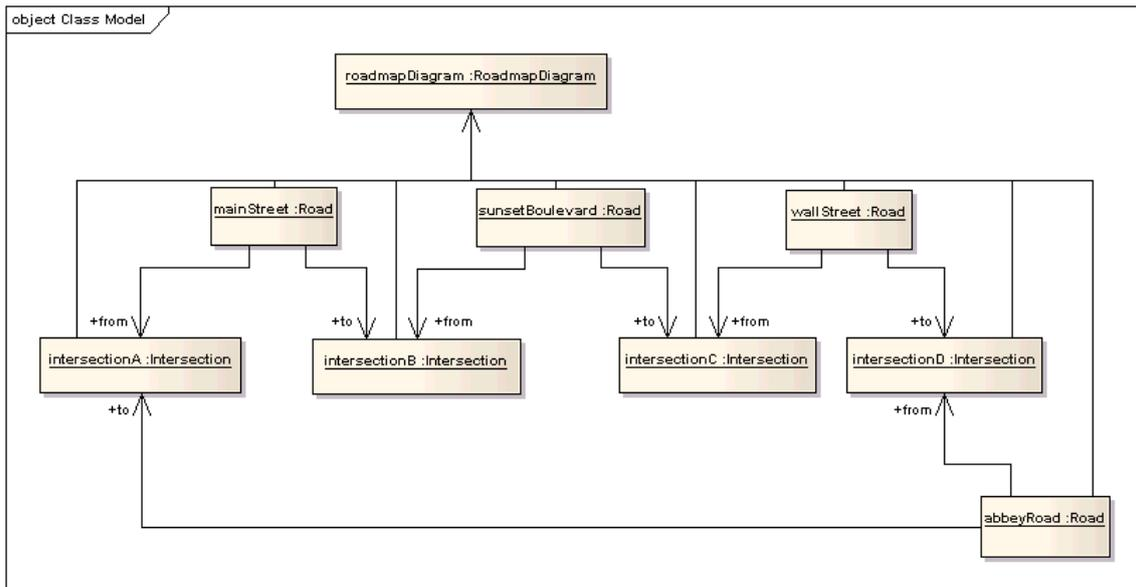 object Class Model
roadmapDiagram :RoadmapDiagram
mainStreet :Road
sunsetBoulevard :Road
wallStreet :Road
+from
+to
+from
+to
+from
+to
intersectionA :Intersection
intersectionB :Intersection
intersectionC :Intersection
intersectionD :Intersection
+to
+from
abbeyRoad :Road